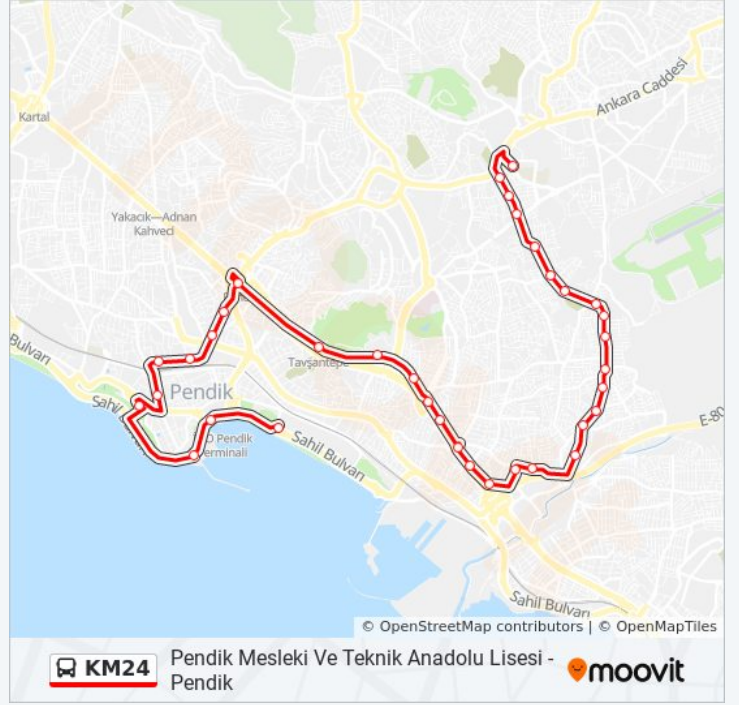 Ankara Caddesi
Kartal
Yakacık—Adnan
Kahveci
Bulvarı
Tavşantepe
Pendik
Sahil Bulvarı
O Pendik
erminali
Sahil Bulvarı
E-80
Sahil Bulvarı
© OpenStreetMap contributors | © OpenMapTiles
KM24
Pendik Mesleki Ve Teknik Anadolu Lisesi -
Pendik
moovit